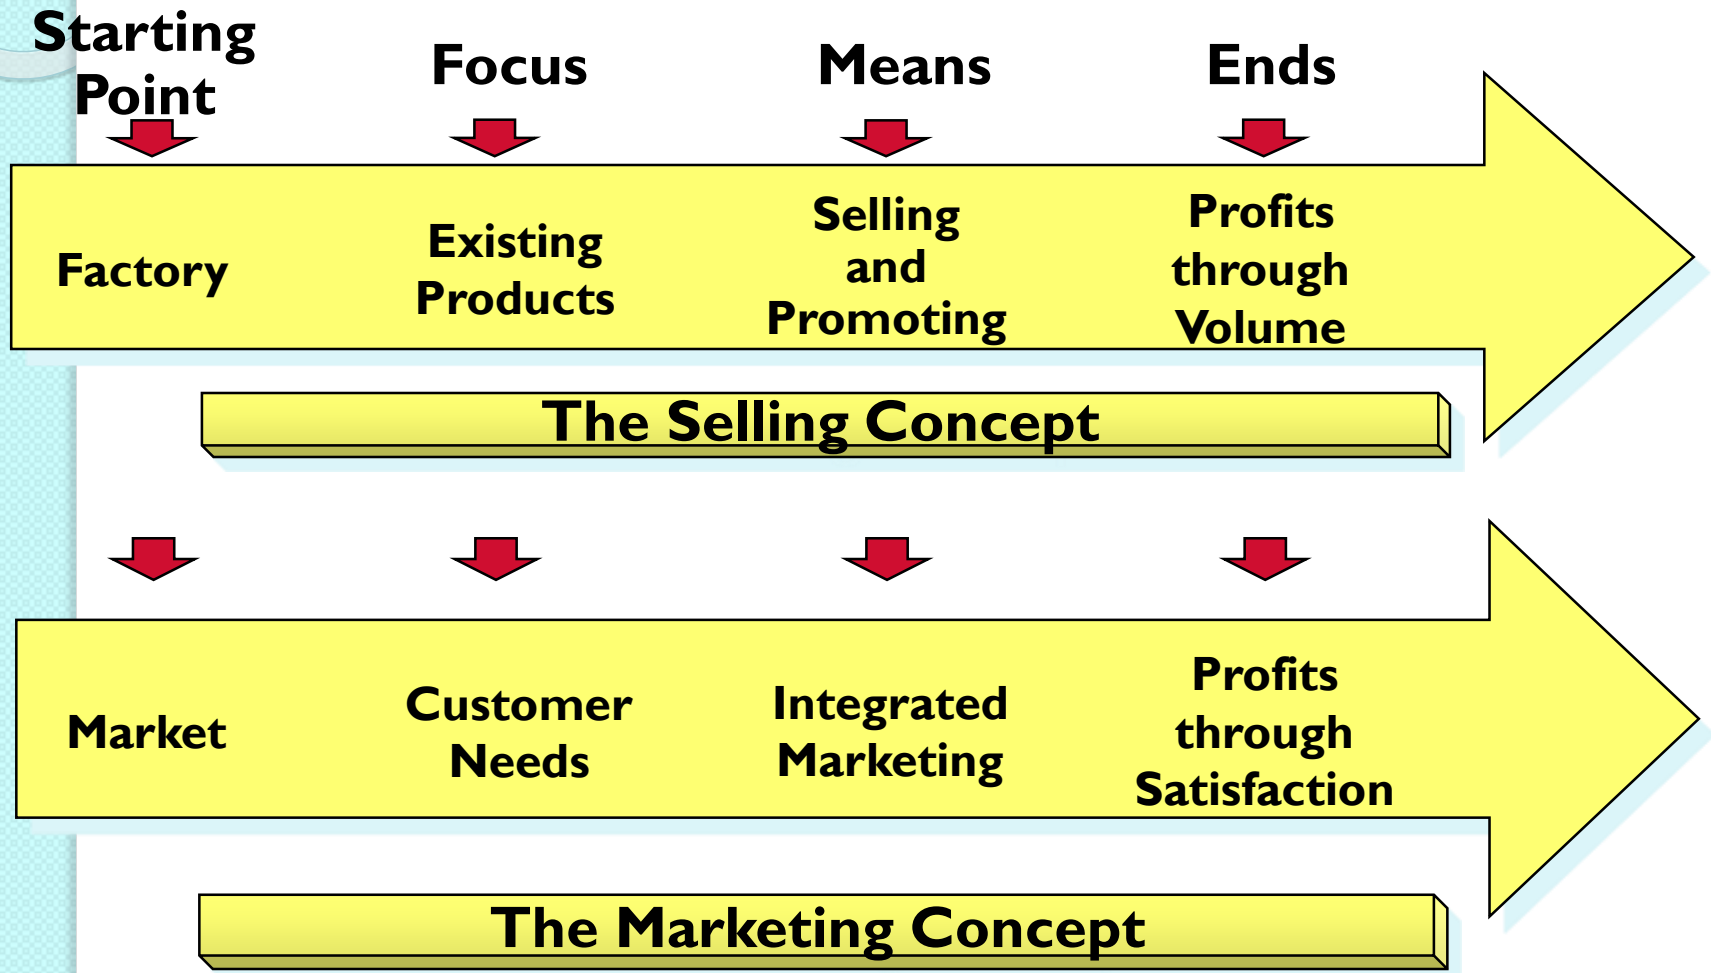 Starting
Point
Focus
Means
Ends
Factory
Existing
Products
Selling
and
Promoting
Profits
through
Volume
The Selling Concept
Market
Customer
Needs
Integrated
Marketing
Profits
through
Satisfaction
The Marketing Concept